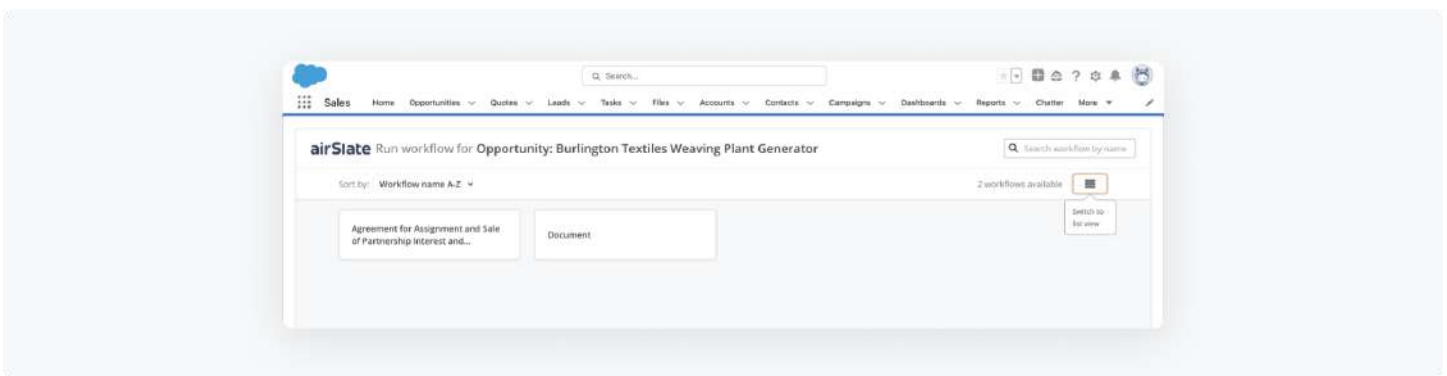 Search...
Sales Home Opportunities Quotes Leads Tasks Files Accounts Contacts Campaigns Dashboards Reports Chatter More
airSlate Run workflow for Opportunity: Burlington Textiles Weaving Plant Generator
Search workflow by name
Sort by: Workflow name A-Z
2 workflows available
Switch to
list view
Agreement for Assignment and Sale
of Partnership Interest and...
Document